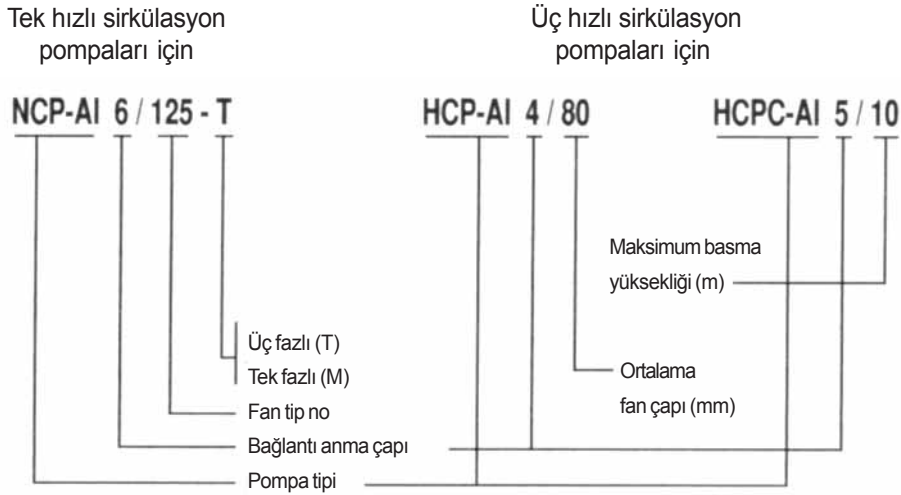 Tek hızlı sirkülasyon
pompaları için
Üç hızlı sirkülasyon
pompaları için
NCP-AI 6 / 125 - T
HCP-AI 4 / 80
HCPC-AI 5 / 10
Maksimum basma
yüksekliği (m)
Üç fazlı (T)
Tek fazlı (M)
Ortalama
fan çapı (mm)
Fan tip no
Bağlantı anma çapı
Pompa tipi